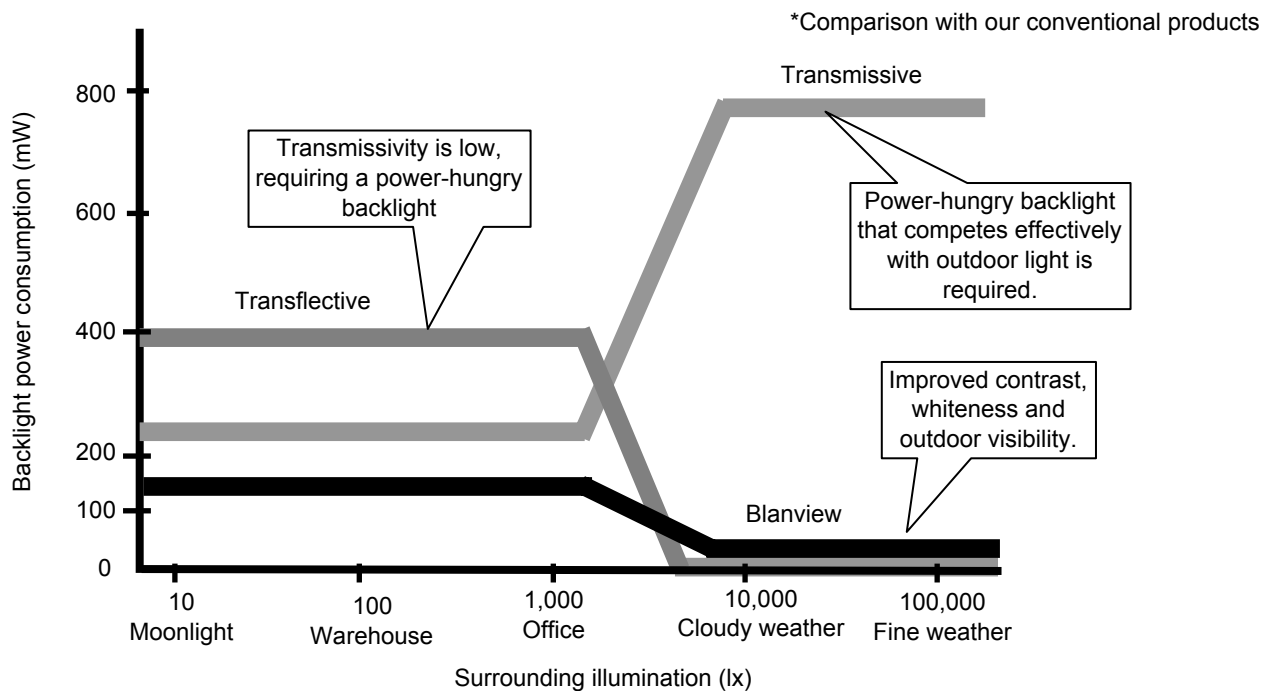 *Comparison with our conventional products
Transmissive
800
Transmissivity is low,
requiring a power-hungry
backlight
Power-hungry backlight
that competes effectively
with outdoor light is
required.
600
Backlight power consumption (mW)
Transflective
400
Improved contrast,
whiteness and
outdoor visibility.
200
100
Blanview
0
10
100
1,000
10,000
100,000
Moonlight
Warehouse
Office
Cloudy weather
Fine weather
Surrounding illumination (lx)